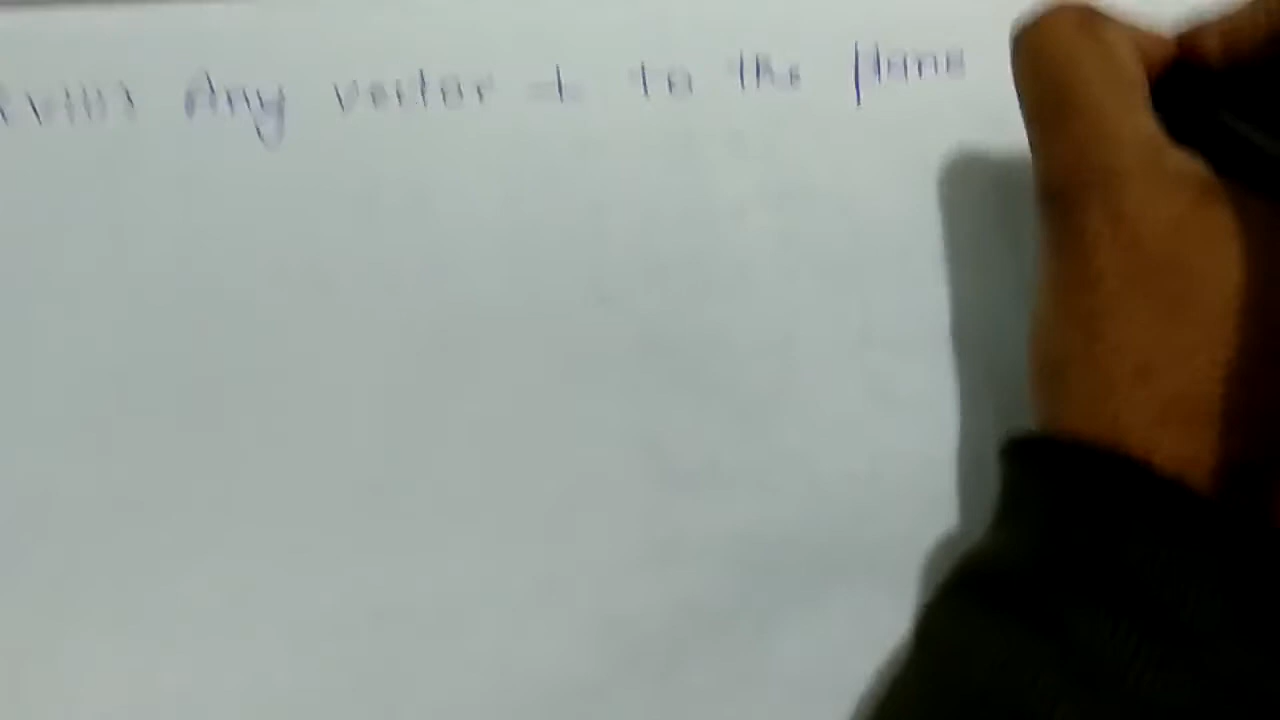 (viii) Any vector ⊥ to the plane